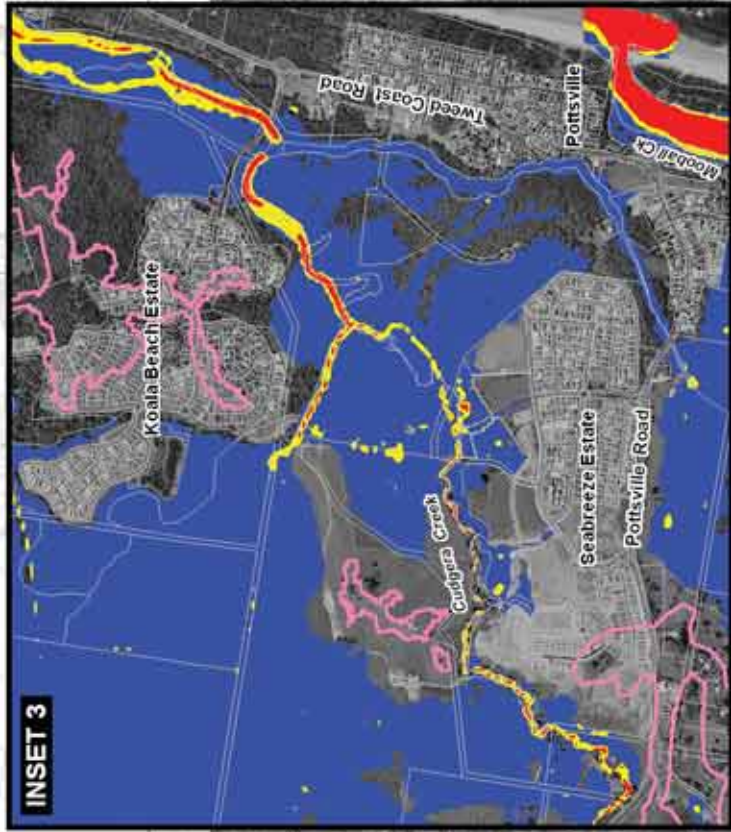 INSET 3
Koala Beach Estate
Tweed Coast Road
Pottsville
Mooball Ck
Cudgera Creek
Seabreeze Estate
Pottsville Road